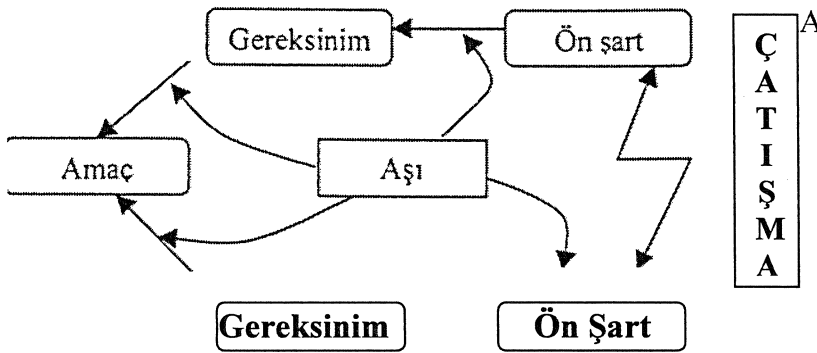 Gereksinim
Ön şart
A
Ç
A
T
I
Ş
M
A
Amaç
Aşı
Gereksinim
Ön Şart